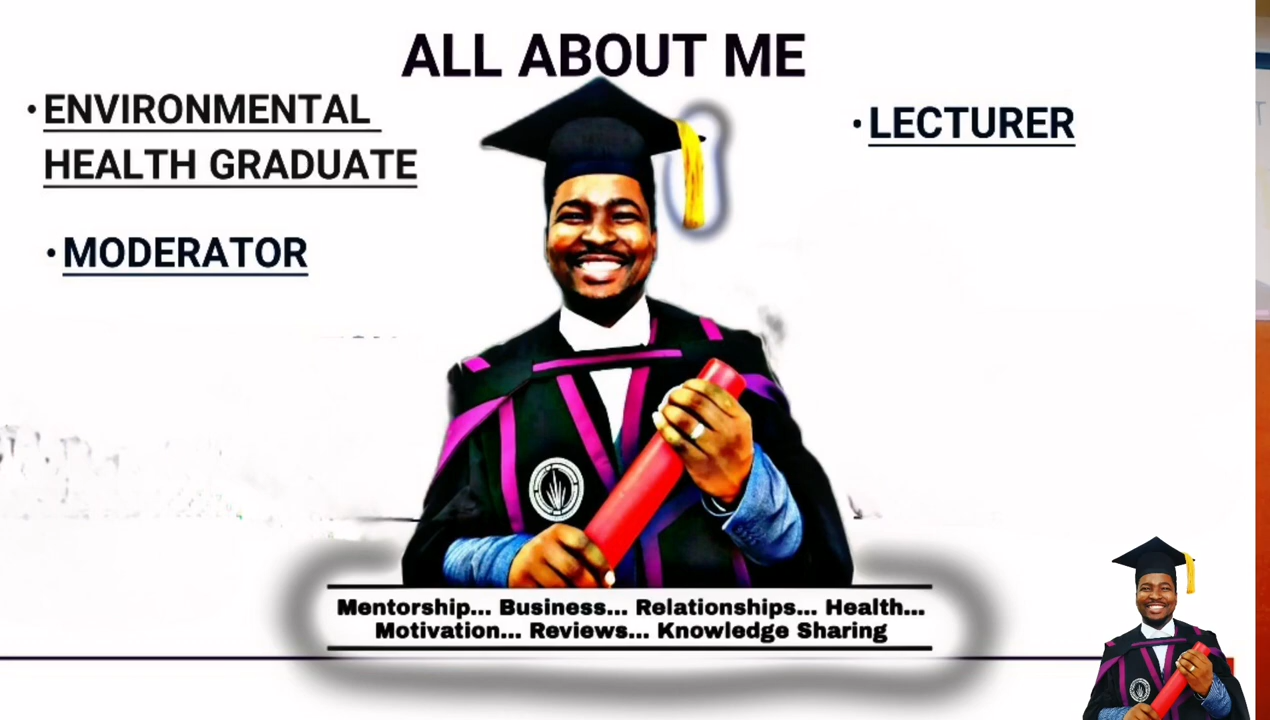 ALL ABOUT ME
• ENVIRONMENTAL
HEALTH GRADUATE
• MODERATOR
• LECTURER
Mentorship... Business... Relationships... Health...
Motivation... Reviews... Knowledge Sharing